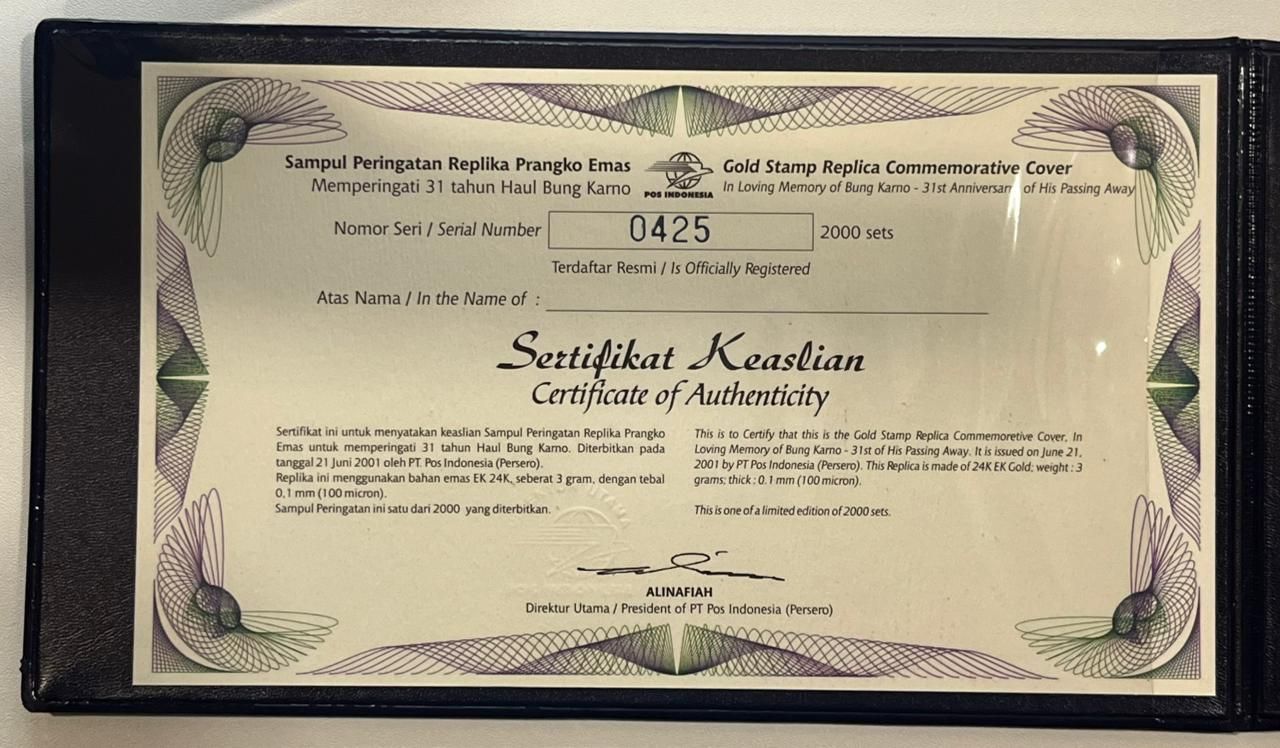 Sampul Peringatan Replika Prangko Emas
Memperingati 31 tahun Haul Bung Karno
POS INDONESIA
Gold Stamp Replica Commemorative Cover
In Loving Memory of Bung Karno - 31st Anniversary of His Passing Away
Nomor Seri / Serial Number 0425 2000 sets
Terdaftar Resmi / Is Officially Registered
Atas Nama / In the Name of :
Sertifikat Keaslian
Certificate of Authenticity
Sertifikat ini untuk menyatakan keaslian Sampul Peringatan Replika Prangko
Emas untuk memperingati 31 tahun Haul Bung Karno. Diterbitkan pada
tanggal 21 Juni 2001 oleh PT. Pos Indonesia (Persero).
Replika ini menggunakan bahan emas EK 24K, seberat 3 gram, dengan tebal
0,1 mm (100 micron).
Sampul Peringatan ini satu dari 2000 yang diterbitkan.
This is to Certify that this is the Gold Stamp Replica Commemoretive Cover, In
Loving Memory of Bung Karno - 31st of His Passing Away. It is issued on June 21,
2001 by PT Pos Indonesia (Persero). This Replica is made of 24K EK Gold; weight : 3
grams; thick : 0.1 mm (100 micron).
This is one of a limited edition of 2000 sets.
ALINAFIAH
Direktur Utama / President of PT Pos Indonesia (Persero)